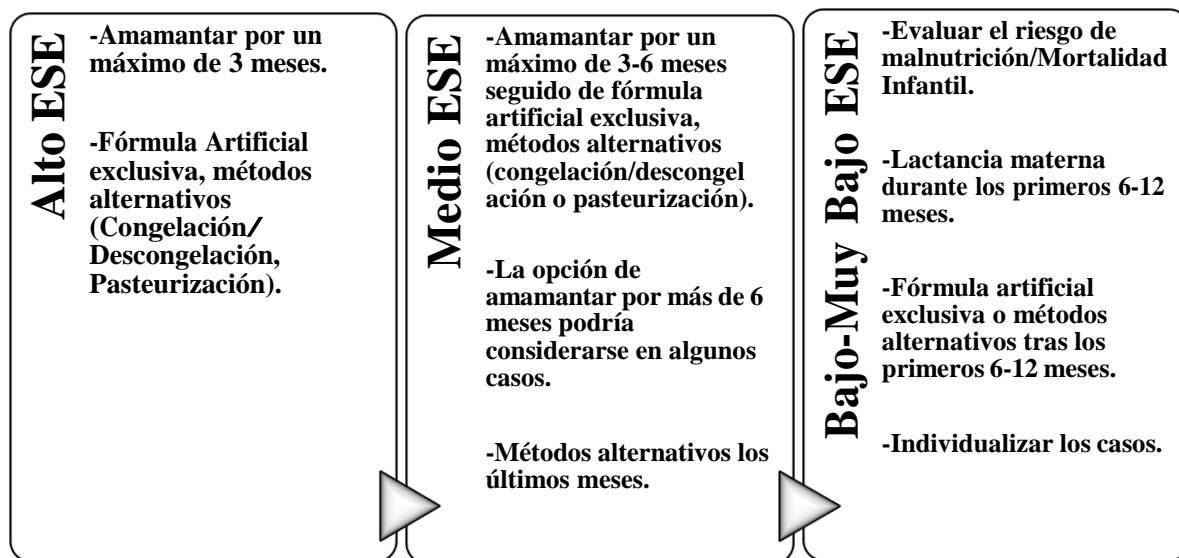 Alto ESE
-Amamantar por un
máximo de 3 meses.
-Fórmula Artificial
exclusiva, métodos
alternativos
(Congelación/
Descongelación,
Pasteurización).
Medio ESE
-Amamantar por un
máximo de 3-6 meses
seguido de fórmula
artificial exclusiva,
métodos alternativos
(congelación/descongel
ación o pasteurización).
-La opción de
amamantar por más de 6
meses podría
considerarse en algunos
casos.
-Métodos alternativos los
últimos meses.
Bajo-Muy Bajo ESE
-Evaluar el riesgo de
malnutrición/Mortalidad
Infantil.
-Lactancia materna
durante los primeros 6-12
meses.
-Fórmula artificial
exclusiva o métodos
alternativos tras los
primeros 6-12 meses.
-Individualizar los casos.